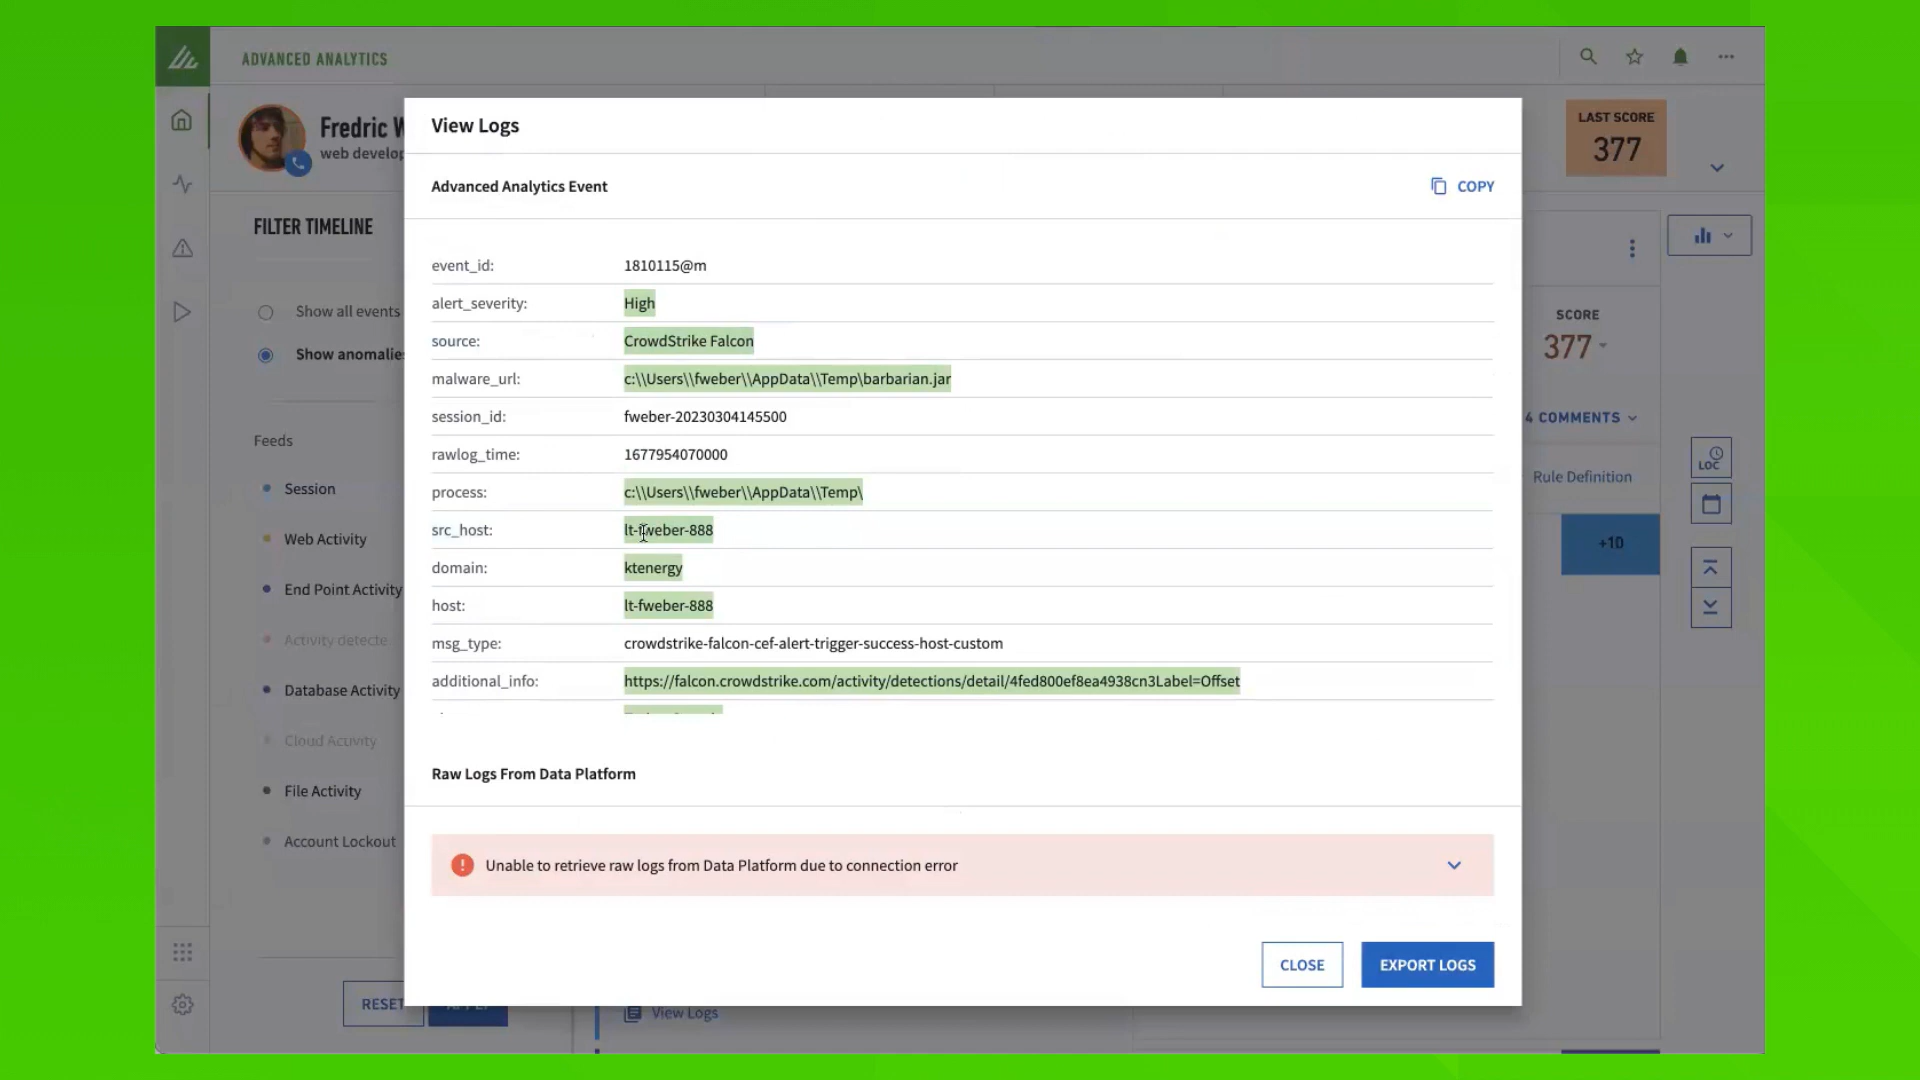 ADVANCED ANALYTICS
Fredric W
web develop
LAST SCORE
377
FILTER TIMELINE
Show all events
Show anomalies
Feeds
Session
Web Activity
End Point Activity
Activity detecte
Database Activity
Cloud Activity
File Activity
Account Lockout
RESET
View Logs
Advanced Analytics Event
COPY
event_id: 1810115@m
alert_severity: High
source: CrowdStrike Falcon
malware_url: c:\\Users\\fweber\\AppData\\Temp\barbarian.jar
session_id: fweber-20230304145500
rawlog_time: 1677954070000
process: c:\\Users\\fweber\\AppData\\Temp\
src_host: lt-fweber-888
domain: ktenergy
host: lt-fweber-888
msg_type: crowdstrike-falcon-cef-alert-trigger-success-host-custom
additional_info: https://falcon.crowdstrike.com/activity/detections/detail/4fed800ef8ea4938cn3Label=Offset
Raw Logs From Data Platform
Unable to retrieve raw logs from Data Platform due to connection error
CLOSE
EXPORT LOGS
View Logs
SCORE
377
4 COMMENTS
Rule Definition
+10
LOC